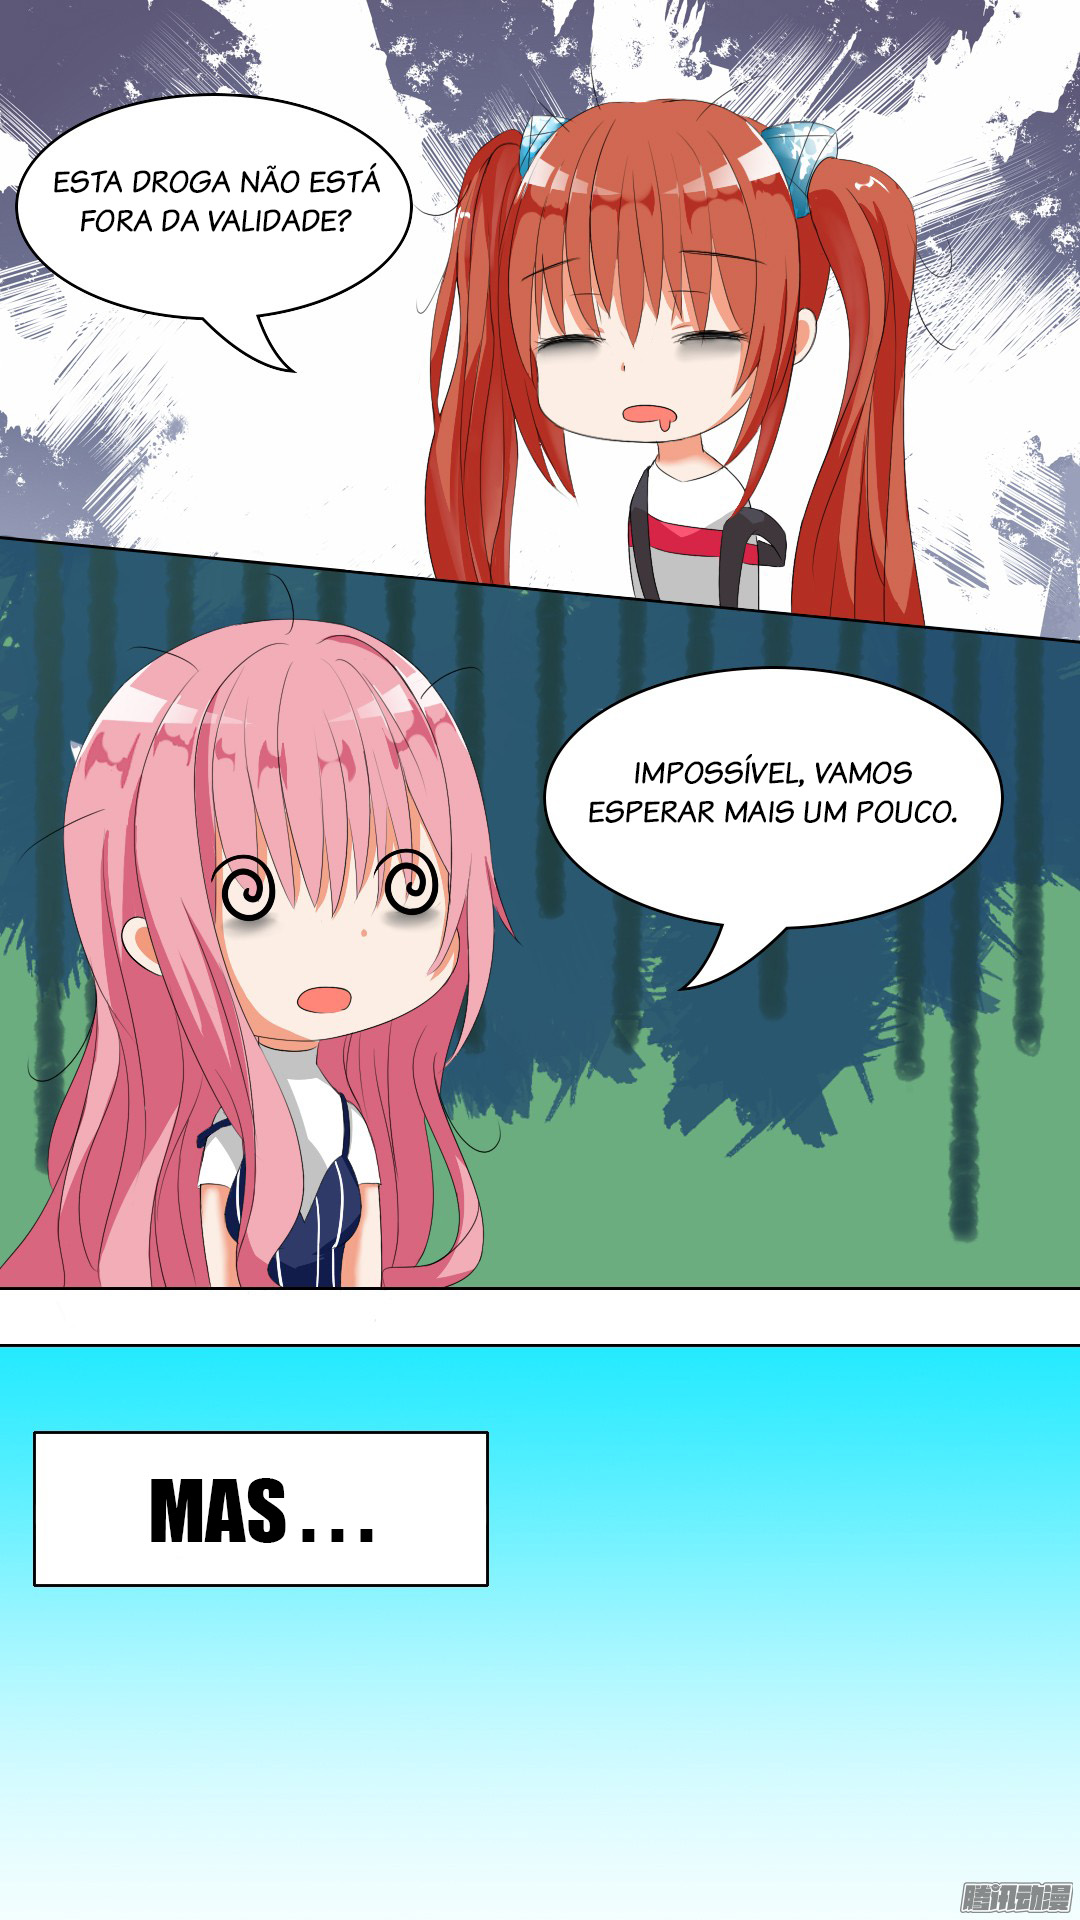 ESTA DROGA NÃO ESTÁ
FORA DA VALIDADE?
IMPOSSÍVEL, VAMOS
ESPERAR MAIS UM POUCO.
MAS...
腾讯动漫